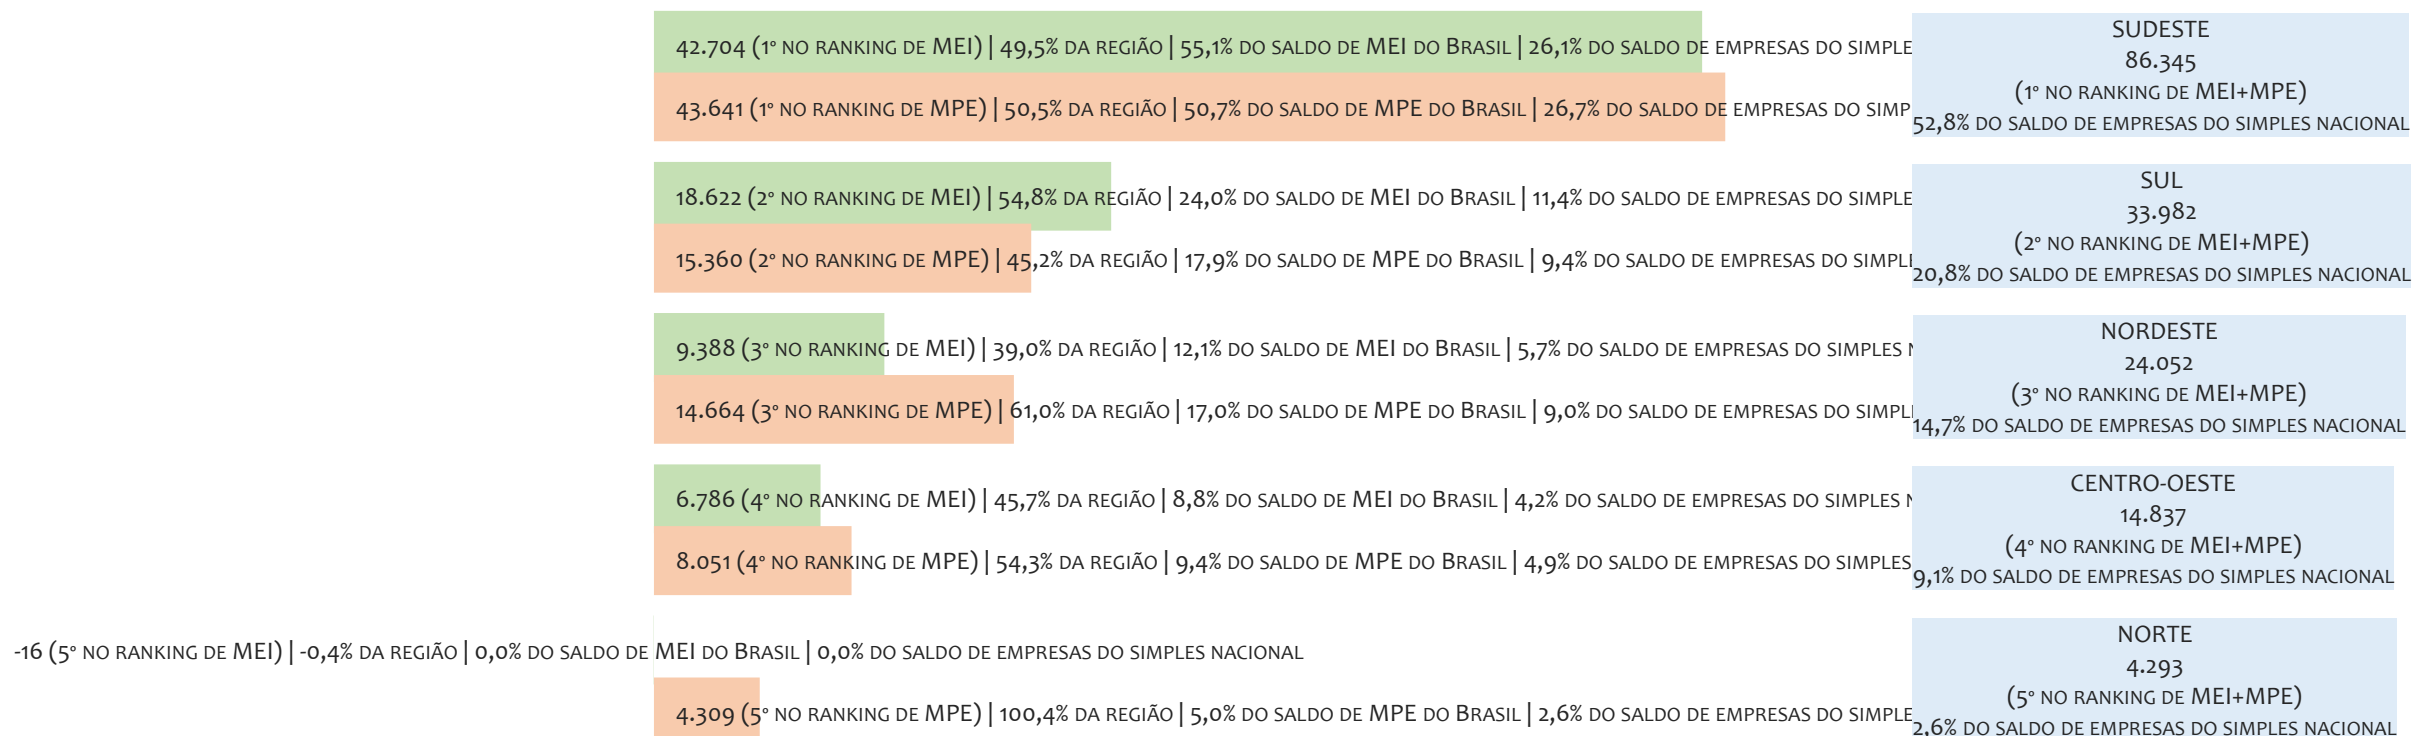 42.704 (1º NO RANKING DE MEI) | 49,5% DA REGIÃO | 55,1% DO SALDO DE MEI DO BRASIL | 26,1% DO SALDO DE EMPRESAS DO SIMPLE
43.641 (1º NO RANKING DE MPE) | 50,5% DA REGIÃO | 50,7% DO SALDO DE MPE DO BRASIL | 26,7% DO SALDO DE EMPRESAS DO SIMP
SUDESTE
86.345
(1º NO RANKING DE MEI+MPE)
52,8% DO SALDO DE EMPRESAS DO SIMPLES NACIONAL
18.622 (2º NO RANKING DE MEI) | 54,8% DA REGIÃO | 24,0% DO SALDO DE MEI DO BRASIL | 11,4% DO SALDO DE EMPRESAS DO SIMPLE
15.360 (2º NO RANKING DE MPE) | 45,2% DA REGIÃO | 17,9% DO SALDO DE MPE DO BRASIL | 9,4% DO SALDO DE EMPRESAS DO SIMPLE
SUL
33.982
(2º NO RANKING DE MEI+MPE)
20,8% DO SALDO DE EMPRESAS DO SIMPLES NACIONAL
9.388 (3º NO RANKING DE MEI) | 39,0% DA REGIÃO | 12,1% DO SALDO DE MEI DO BRASIL | 5,7% DO SALDO DE EMPRESAS DO SIMPLES
14.664 (3º NO RANKING DE MPE) | 61,0% DA REGIÃO | 17,0% DO SALDO DE MPE DO BRASIL | 9,0% DO SALDO DE EMPRESAS DO SIMPL
NORDESTE
24.052
(3º NO RANKING DE MEI+MPE)
14,7% DO SALDO DE EMPRESAS DO SIMPLES NACIONAL
6.786 (4º NO RANKING DE MEI) | 45,7% DA REGIÃO | 8,8% DO SALDO DE MEI DO BRASIL | 4,2% DO SALDO DE EMPRESAS DO SIMPLES
8.051 (4º NO RANKING DE MPE) | 54,3% DA REGIÃO | 9,4% DO SALDO DE MPE DO BRASIL | 4,9% DO SALDO DE EMPRESAS DO SIMPLES
CENTRO-OESTE
14.837
(4º NO RANKING DE MEI+MPE)
9,1% DO SALDO DE EMPRESAS DO SIMPLES NACIONAL
-16 (5º NO RANKING DE MEI) | -0,4% DA REGIÃO | 0,0% DO SALDO DE MEI DO BRASIL | 0,0% DO SALDO DE EMPRESAS DO SIMPLES NACIONAL
4.309 (5º NO RANKING DE MPE) | 100,4% DA REGIÃO | 5,0% DO SALDO DE MPE DO BRASIL | 2,6% DO SALDO DE EMPRESAS DO SIMPLE
NORTE
4.293
(5º NO RANKING DE MEI+MPE)
2,6% DO SALDO DE EMPRESAS DO SIMPLES NACIONAL